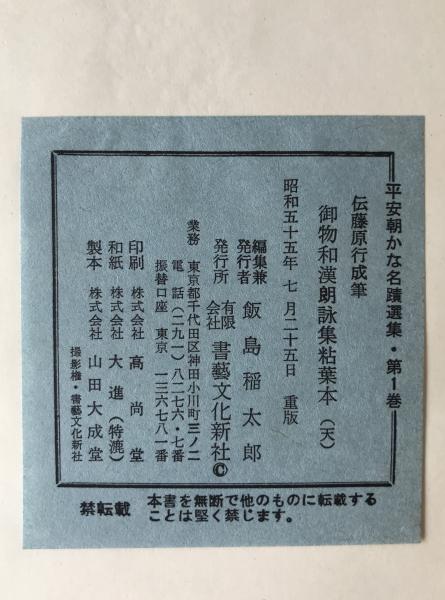 平安朝かな名蹟選集・第1巻
伝藤原行成筆
御物和漢朗詠集粘葉本(天)
昭和五十五年 七月二十五日 重版
編集兼
発行者 飯島稲太郎
発行所 有限会社 書藝文化新社 ©
業務 東京都千代田区神田小川町三ノ二
電話(二九一)八二七六・七番
振替口座 東京 一三六七八一番
印刷 株式会社 高尚堂
和紙 株式会社 大進(特漉)
製本 株式会社 山田大成堂
撮影権・書藝文化新社
禁転載 本書を無断で他のものに転載する
ことは堅く禁じます。